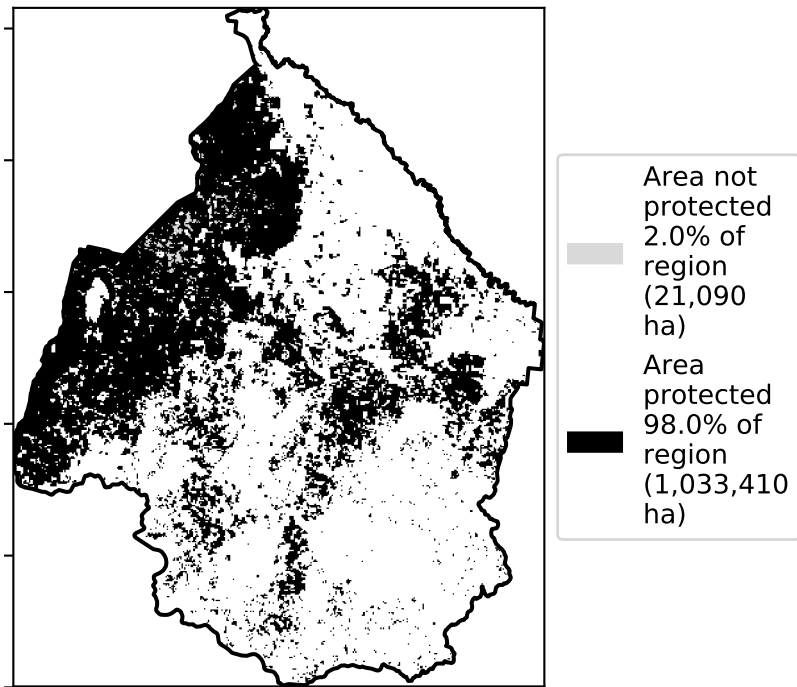 Area not
protected
2.0% of
region
(21,090
ha)
Area
protected
98.0% of
region
(1,033,410
ha)